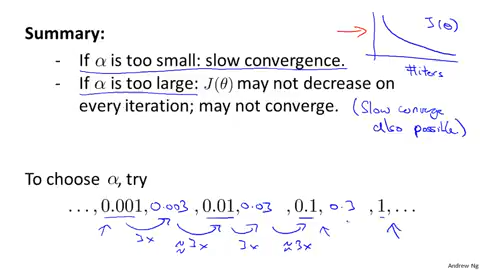 Summary:
J(θ)
- If α is too small: slow convergence.
#iters
- If α is too large: J(θ) may not decrease on
every iteration; may not converge. (Slow converge
also possible)
To choose α, try
..., 0.001, 0.003, 0.01, 0.03, 0.1, 0.3, 1, ...
3x ≈3x 3x ≈3x
Andrew Ng